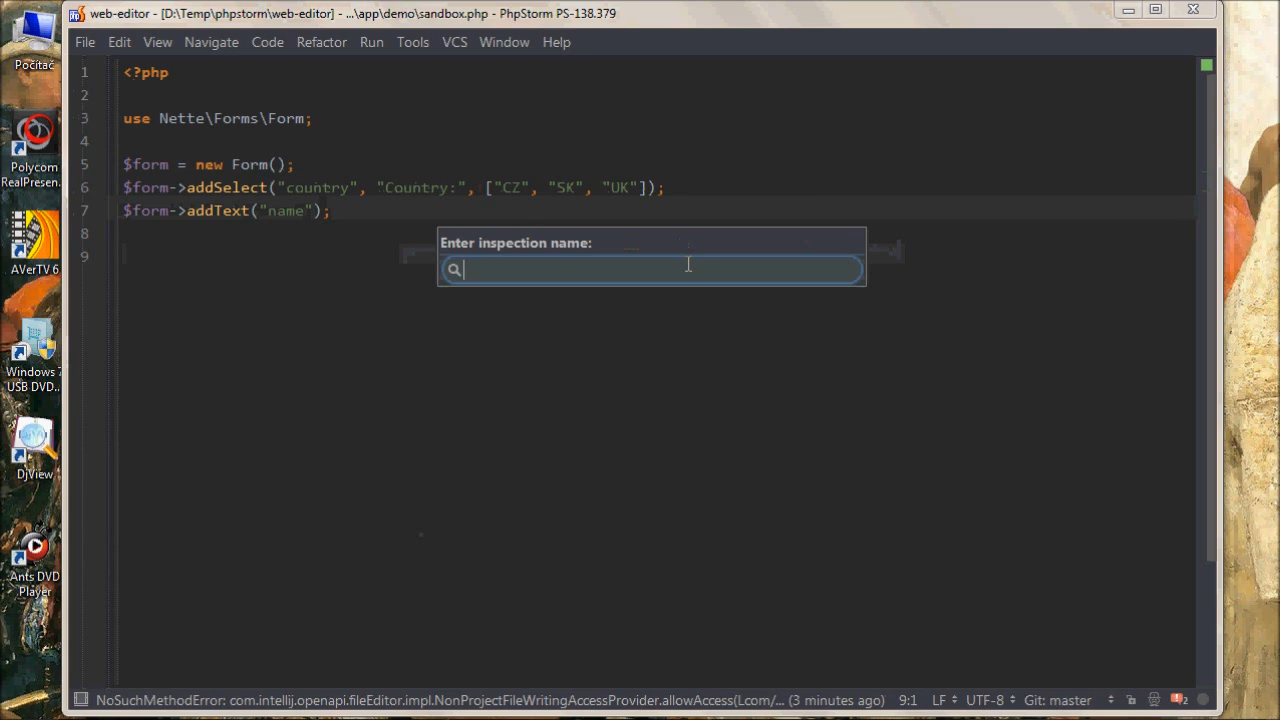 web-editor - [D:\Temp\phpstorm\web-editor] - ...\app\demo\sandbox.php - PhpStorm PS-138.379
File Edit View Navigate Code Refactor Run Tools VCS Window Help
1 <?php
2
3 use Nette\Forms\Form;
4
5 $form = new Form();
6 $form->addSelect("country", "Country:", ["CZ", "SK", "UK"]);
7 $form->addText("name");
8
9
Enter inspection name:
Počítač
Polycom
RealPresen...
AVerTV 6
Windows 7
USB DVD...
DjView
Ants DVD
Player
NoSuchMethodError: com.intellij.openapi.fileEditor.impl.NonProjectFileWritingAccessProvider.allowAccess(Lcom/... (3 minutes ago) 9:1 LF UTF-8 Git: master 2